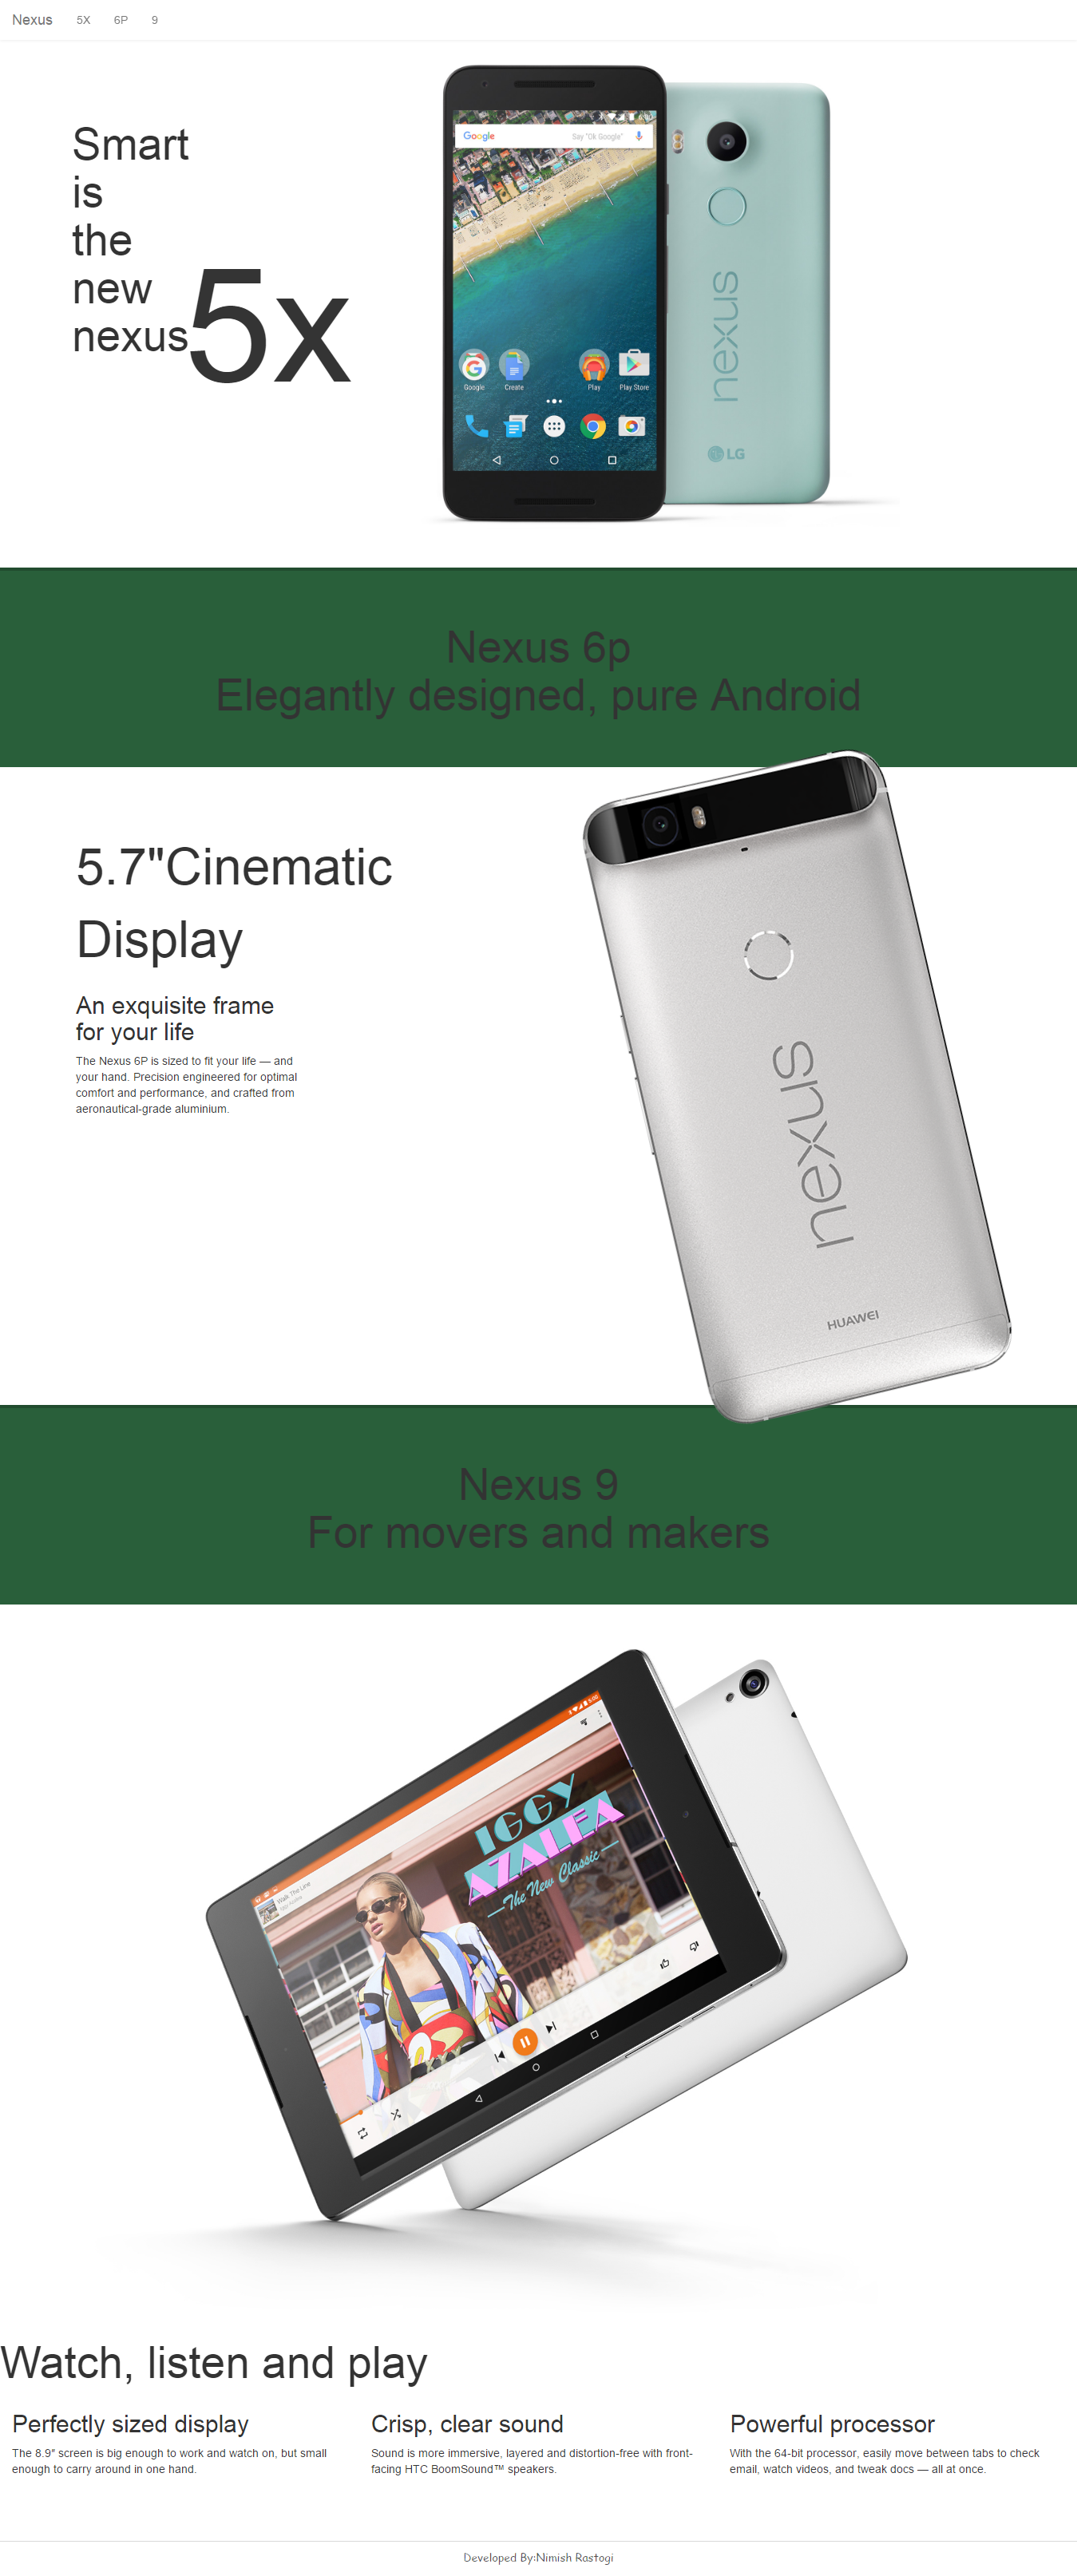 Nexus 5X 6P 9
Smart
is
the
new
nexus5x
6:00
Google Say "Ok Google"
Google Create Play Play Store
nexus
LG
Nexus 6p
Elegantly designed, pure Android
5.7"Cinematic
Display
An exquisite frame
for your life
The Nexus 6P is sized to fit your life — and
your hand. Precision engineered for optimal
comfort and performance, and crafted from
aeronautical-grade aluminium.
nexus
HUAWEI
Nexus 9
For movers and makers
5:00
Walk The Line
Iggy Azalea
IGGY
AZALEA
The New Classic
Watch, listen and play
Perfectly sized display
The 8.9" screen is big enough to work and watch on, but small
enough to carry around in one hand.
Crisp, clear sound
Sound is more immersive, layered and distortion-free with front-
facing HTC BoomSound™ speakers.
Powerful processor
With the 64-bit processor, easily move between tabs to check
email, watch videos, and tweak docs — all at once.
Developed By:Nimish Rastogi